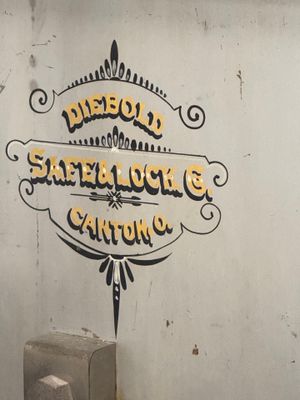 DIEBOLD
SAFE & LOCK Co.
CANTON, O.